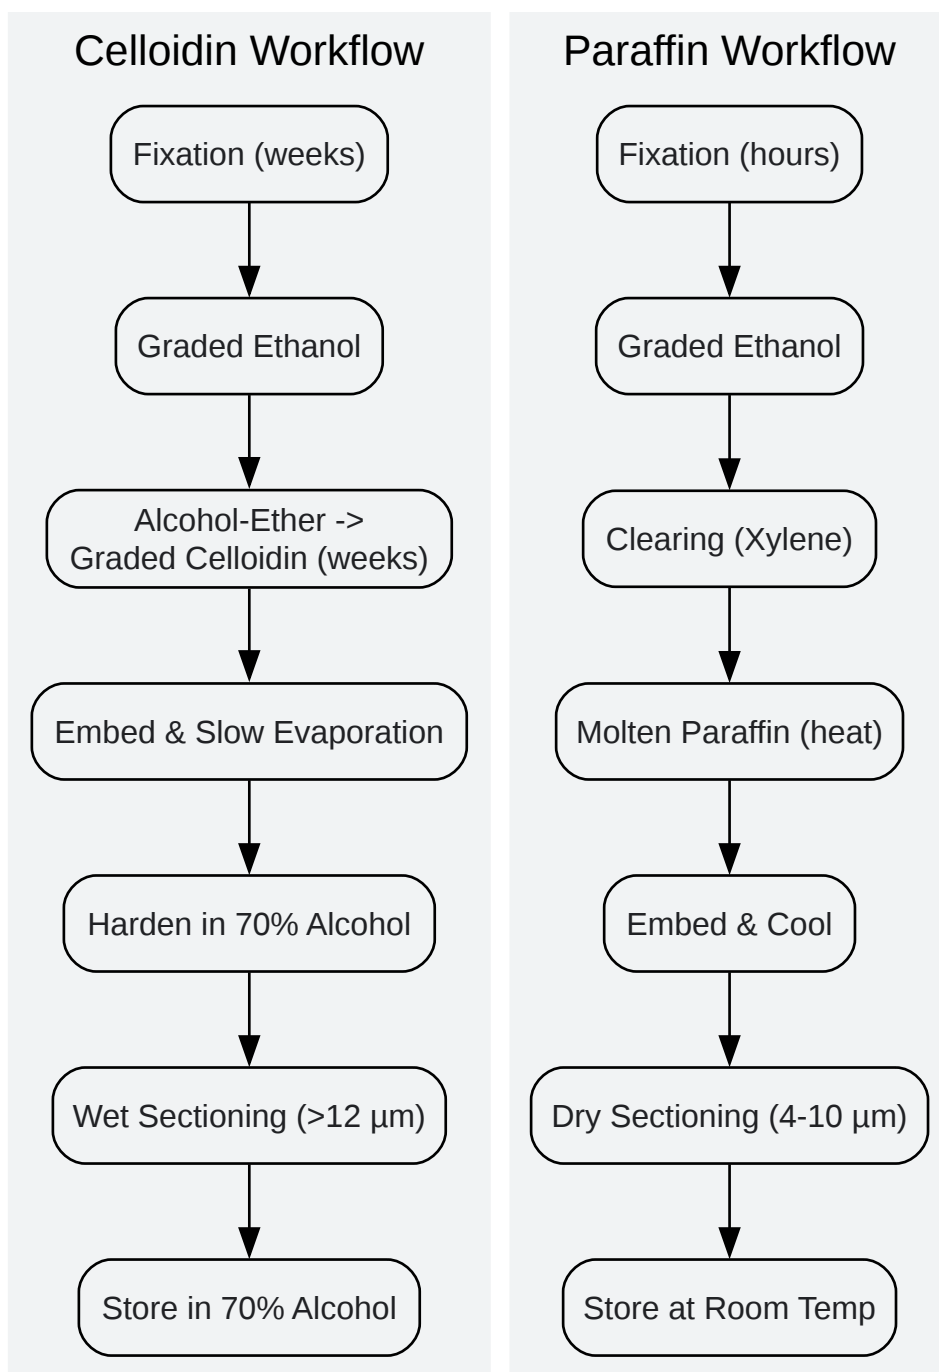 Celloidin Workflow
Fixation (weeks)
Graded Ethanol
Alcohol-Ether ->
Graded Celloidin (weeks)
Embed & Slow Evaporation
Harden in 70% Alcohol
Wet Sectioning (>12 µm)
Store in 70% Alcohol
Paraffin Workflow
Fixation (hours)
Graded Ethanol
Clearing (Xylene)
Molten Paraffin (heat)
Embed & Cool
Dry Sectioning (4-10 µm)
Store at Room Temp